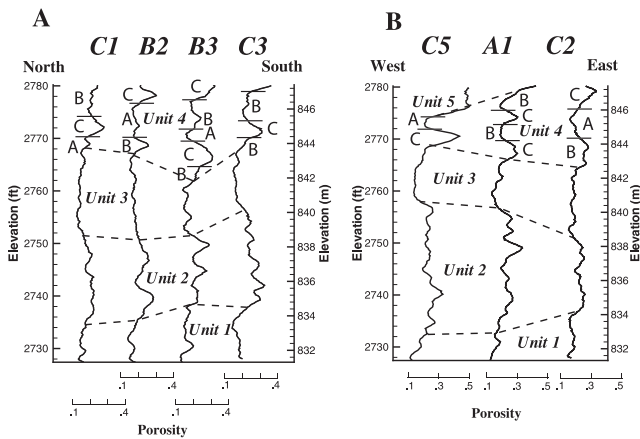 A
C1 B2 B3 C3
North South
2780
2770
2760
2750
2740
2730
Elevation (ft)
B
C
A
C
A
B
C
B
A
C
B
B
C
B
Unit 4
Unit 3
Unit 2
Unit 1
846
844
842
840
838
836
834
832
Elevation (m)
.1 .4 .1 .4
.1 .4 .1 .4
Porosity
B
C5 A1 C2
West East
2780
2770
2760
2750
2740
2730
Elevation (ft)
Unit 5
A
C
B
C
B
C
C
A
B
Unit 4
Unit 3
Unit 2
Unit 1
846
844
842
840
838
836
834
832
Elevation (m)
.1 .3 .5 .1 .3 .5 .1 .3 .5
Porosity